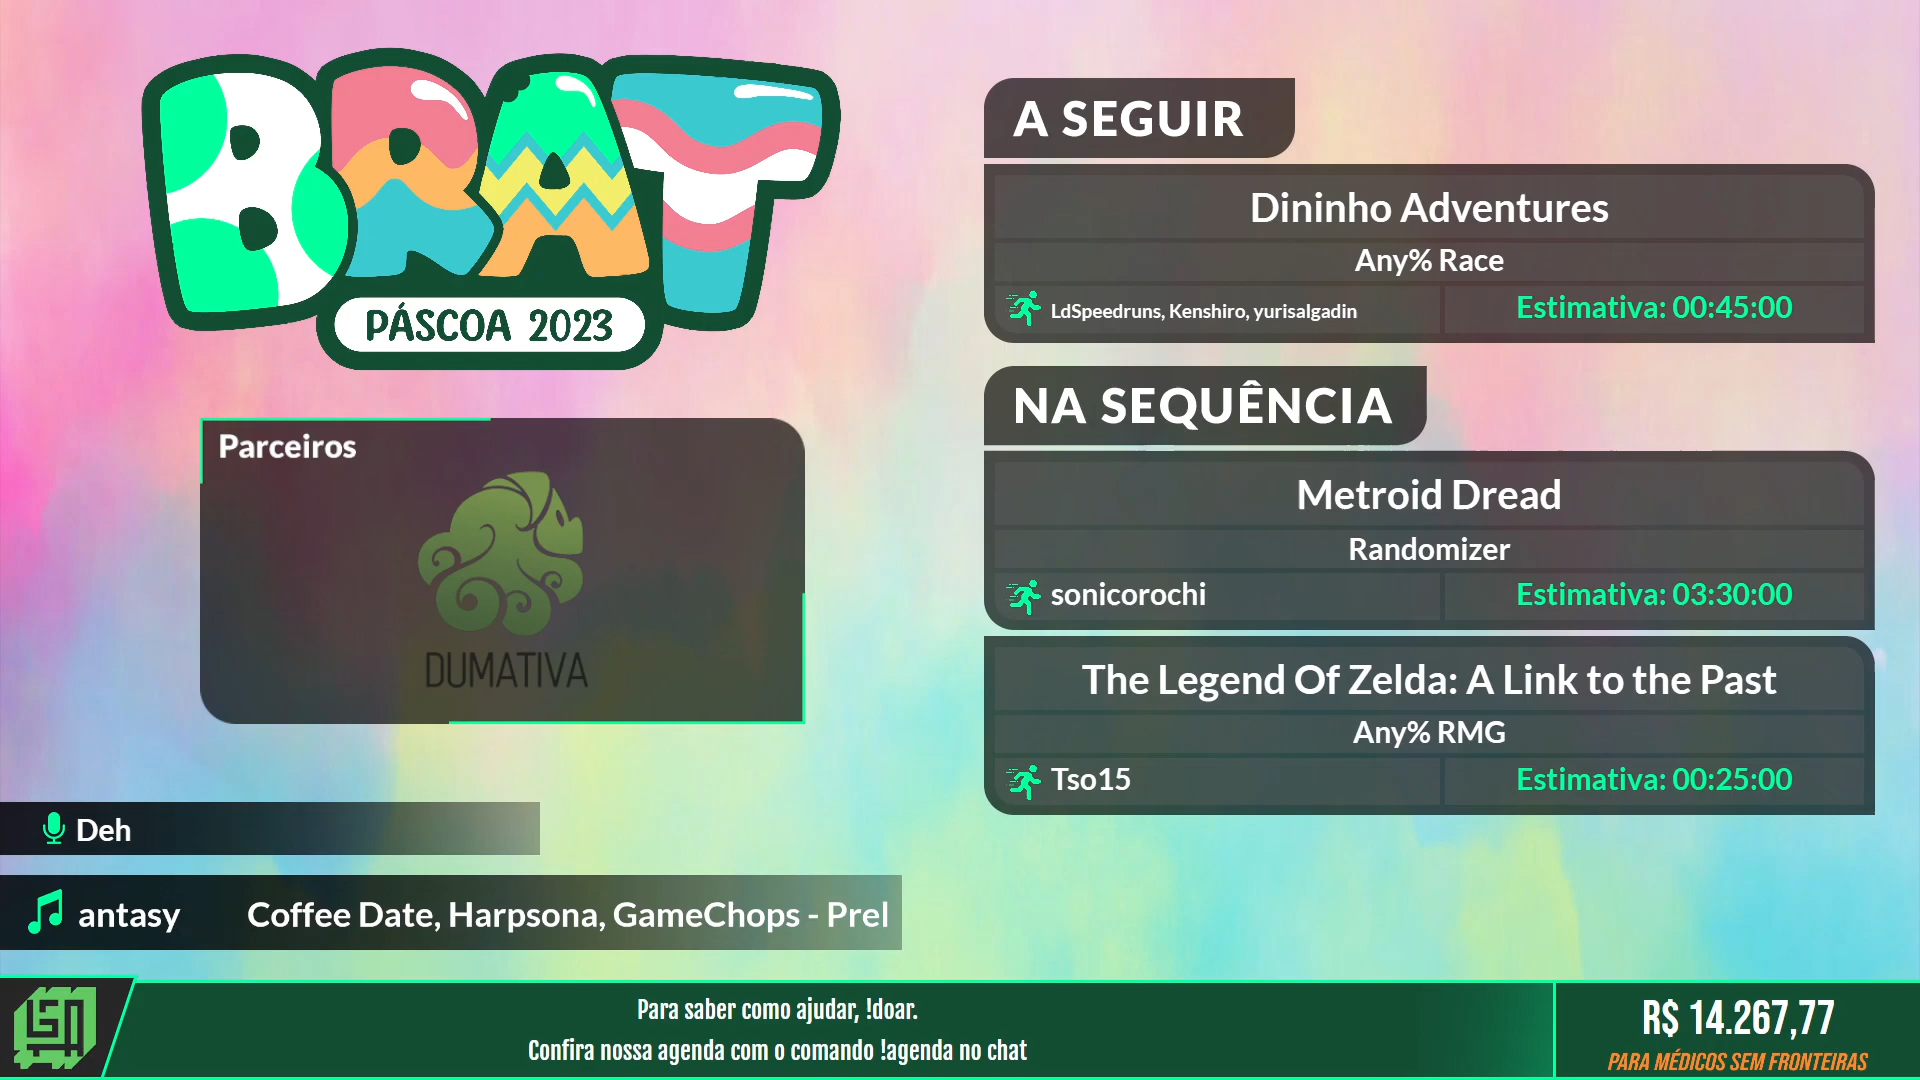 BRAT
PÁSCOA 2023
Parceiros
DUMATIVA
Deh
antasy Coffee Date, Harpsona, GameChops - Prel
A SEGUIR
Dininho Adventures
Any% Race
LdSpeedruns, Kenshiro, yurisalgadin
Estimativa: 00:45:00
NA SEQUÊNCIA
Metroid Dread
Randomizer
sonicorochi
Estimativa: 03:30:00
The Legend Of Zelda: A Link to the Past
Any% RMG
Tso15
Estimativa: 00:25:00
Para saber como ajudar, !doar.
Confira nossa agenda com o comando !agenda no chat
R$ 14.267,77
PARA MÉDICOS SEM FRONTEIRAS